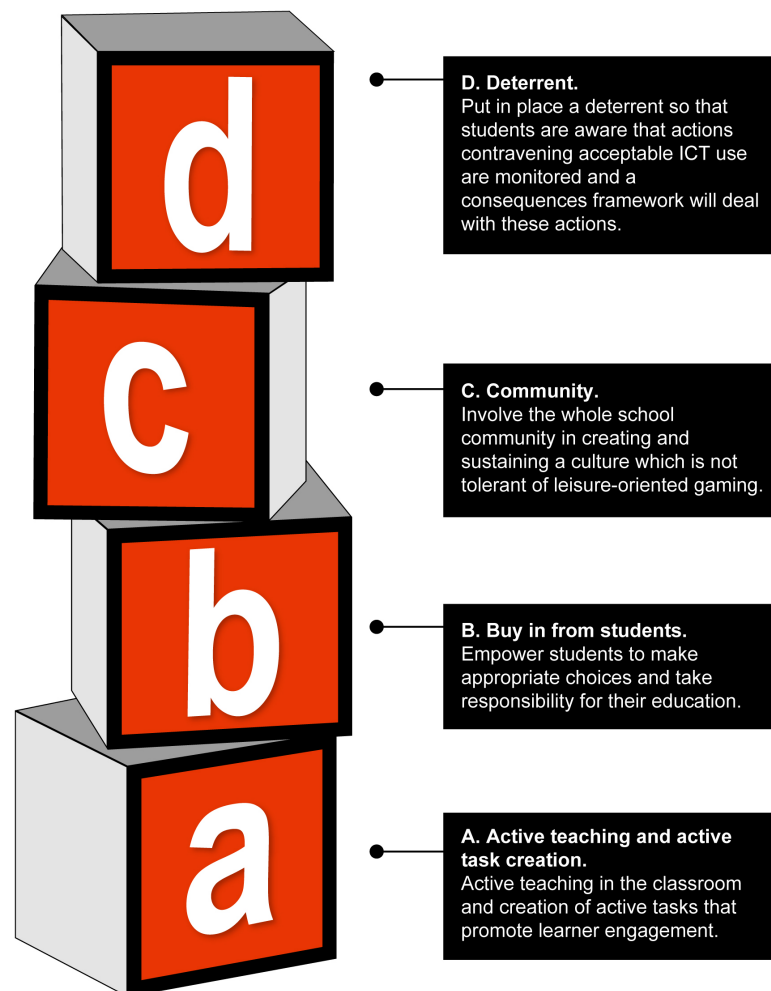 d
D. Deterrent.
Put in place a deterrent so that
students are aware that actions
contravening acceptable ICT use
are monitored and a
consequences framework will deal
with these actions.
c
C. Community.
Involve the whole school
community in creating and
sustaining a culture which is not
tolerant of leisure-oriented gaming.
b
B. Buy in from students.
Empower students to make
appropriate choices and take
responsibility for their education.
a
A. Active teaching and active
task creation.
Active teaching in the classroom
and creation of active tasks that
promote learner engagement.